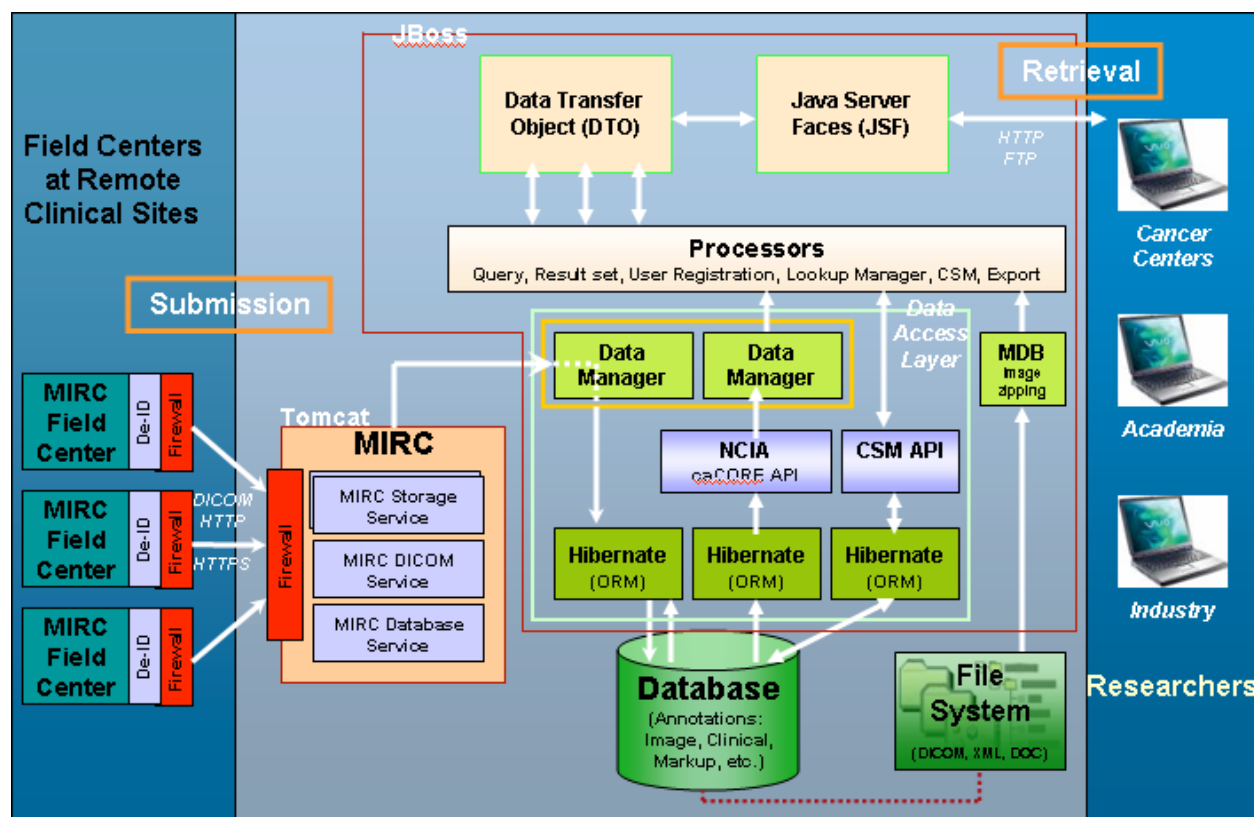 JBoss
Retrieval
Data Transfer
Object (DTO)
Java Server
Faces (JSF)
HTTP
FTP
Field Centers
at Remote
Clinical Sites
Cancer
Centers
Processors
Query, Result set, User Registration, Lookup Manager, CSM, Export
Submission
Data
Access
Layer
Data
Manager
Data
Manager
MDB
Image
zipping
MIRC
Field
Center
De-ID
Firewall
Tomcat
MIRC
Academia
NCIA
caCORE API
CSM API
MIRC
Field
Center
De-ID
Firewall
DICOM
HTTP
HTTPS
Firewall
MIRC Storage
Service
MIRC DICOM
Service
MIRC Database
Service
Hibernate
(ORM)
Hibernate
(ORM)
Hibernate
(ORM)
Industry
MIRC
Field
Center
De-ID
Firewall
Database
(Annotations:
Image, Clinical,
Markup, etc.)
File
System
(DICOM, XML, DOC)
Researchers